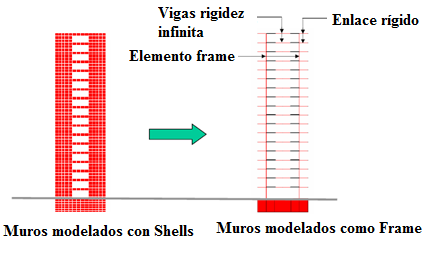 Vigas rigidez
infinita
Enlace rígido
Elemento frame
Muros modelados con Shells
Muros modelados como Frame